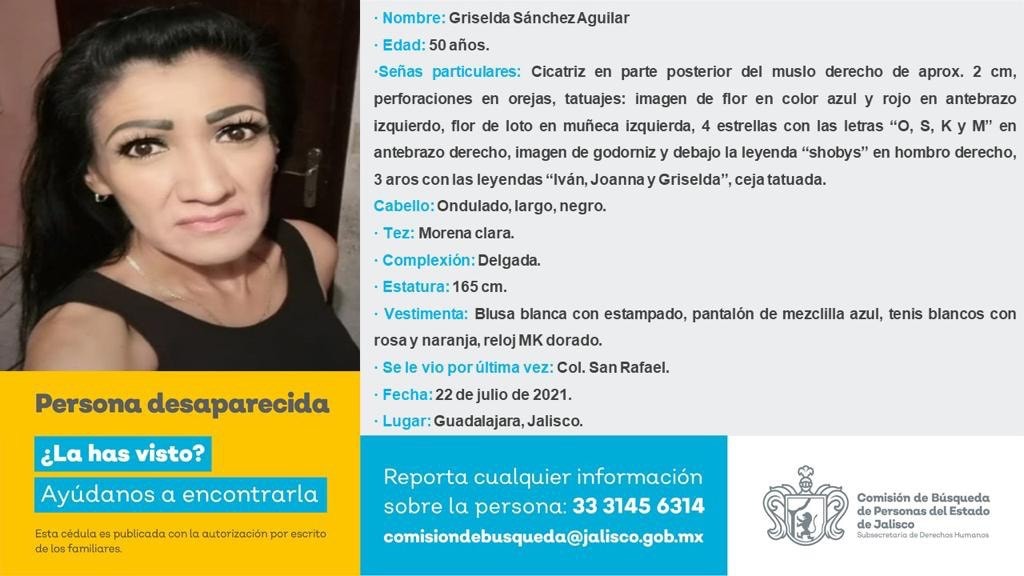 · Nombre: Griselda Sánchez Aguilar
· Edad: 50 años.
·Señas particulares: Cicatriz en parte posterior del muslo derecho de aprox. 2 cm,
perforaciones en orejas, tatuajes: imagen de flor en color azul y rojo en antebrazo
izquierdo, flor de loto en muñeca izquierda, 4 estrellas con las letras “O, S, K y M” en
antebrazo derecho, imagen de godorniz y debajo la leyenda “shobys” en hombro derecho,
3 aros con las leyendas “Iván, Joanna y Griselda”, ceja tatuada.
Cabello: Ondulado, largo, negro.
· Tez: Morena clara.
· Complexión: Delgada.
· Estatura: 165 cm.
· Vestimenta: Blusa blanca con estampado, pantalón de mezclilla azul, tenis blancos con
rosa y naranja, reloj MK dorado.
· Se le vio por última vez: Col. San Rafael.
· Fecha: 22 de julio de 2021.
· Lugar: Guadalajara, Jalisco.
Persona desaparecida
¿La has visto?
Ayúdanos a encontrarla
Esta cédula es publicada con la autorización por escrito
de los familiares.
Reporta cualquier información
sobre la persona: 33 3145 6314
comisiondebusqueda@jalisco.gob.mx
Comisión de Búsqueda
de Personas del Estado
de Jalisco
Subsecretaría de Derechos Humanos